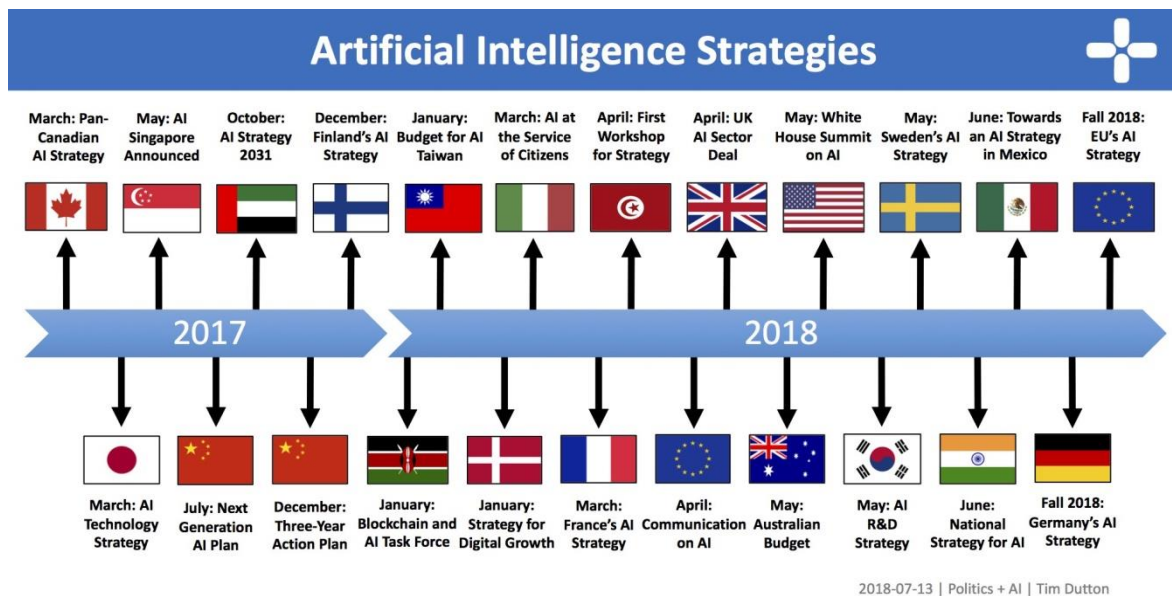 Artificial Intelligence Strategies
March: Pan-
Canadian
AI Strategy
May: AI
Singapore
Announced
October:
AI Strategy
2031
December:
Finland's AI
Strategy
January:
Budget for AI
Taiwan
March: AI at
the Service
of Citizens
April: First
Workshop
for Strategy
April: UK
AI Sector
Deal
May: White
House Summit
on AI
May:
Sweden's AI
Strategy
June: Towards
an AI Strategy
in Mexico
Fall 2018:
EU's AI
Strategy
2017
2018
March: AI
Technology
Strategy
July: Next
Generation
AI Plan
December:
Three-Year
Action Plan
January:
Blockchain and
AI Task Force
January:
Strategy for
Digital Growth
March:
France's AI
Strategy
April:
Communication
on AI
May:
Australian
Budget
May: AI
R&D
Strategy
June:
National
Strategy for AI
Fall 2018:
Germany's AI
Strategy
2018-07-13 | Politics + AI | Tim Dutton